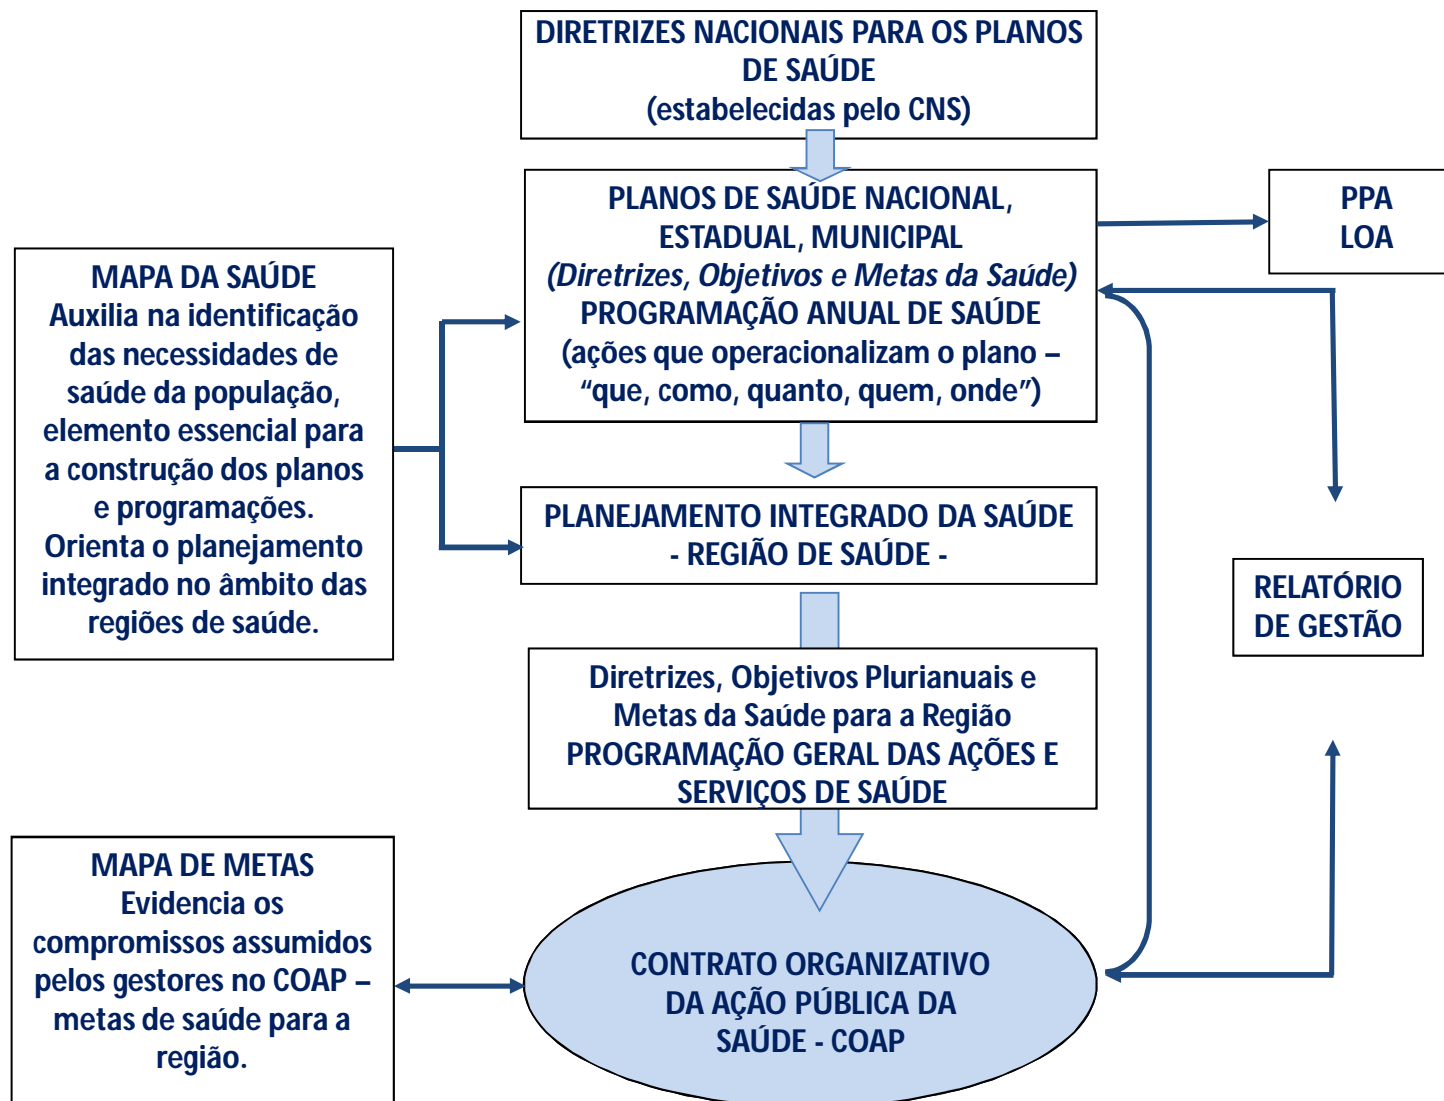 DIRETRIZES NACIONAIS PARA OS PLANOS
DE SAÚDE
(estabelecidas pelo CNS)
PLANOS DE SAÚDE NACIONAL,
ESTADUAL, MUNICIPAL
(Diretrizes, Objetivos e Metas da Saúde)
PROGRAMAÇÃO ANUAL DE SAÚDE
(ações que operacionalizam o plano –
“que, como, quanto, quem, onde”)
PPA
LOA
MAPA DA SAÚDE
Auxilia na identificação
das necessidades de
saúde da população,
elemento essencial para
a construção dos planos
e programações.
Orienta o planejamento
integrado no âmbito das
regiões de saúde.
PLANEJAMENTO INTEGRADO DA SAÚDE
- REGIÃO DE SAÚDE -
RELATÓRIO
DE GESTÃO
Diretrizes, Objetivos Plurianuais e
Metas da Saúde para a Região
PROGRAMAÇÃO GERAL DAS AÇÕES E
SERVIÇOS DE SAÚDE
MAPA DE METAS
Evidencia os
compromissos assumidos
pelos gestores no COAP –
metas de saúde para a
região.
CONTRATO ORGANIZATIVO
DA AÇÃO PÚBLICA DA
SAÚDE - COAP